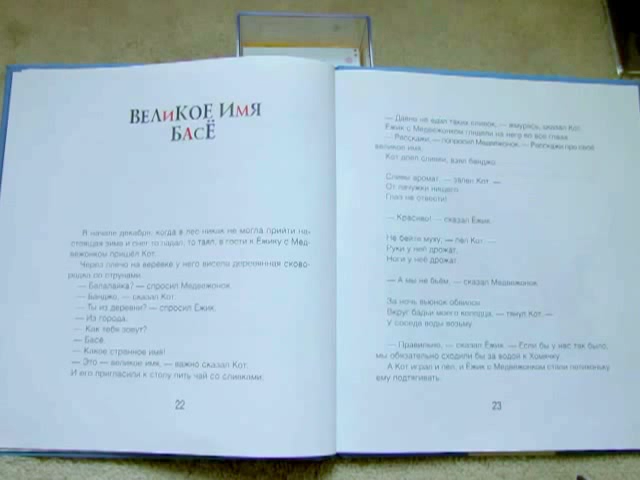 ВЕЛИКОЕ ИМЯ
БАСЁ
В начале декабря, когда в лес никак не могла прийти на-
стоящая зима и снег то падал, то таял, в гости к Ёжику с Мед-
вежонком пришёл Кот.
Через плечо на верёвке у него висела деревянная сково-
родка со струнами.
— Балалайка? — спросил Медвежонок.
— Банджо, — сказал Кот.
— Ты из деревни? — спросил Ёжик.
— Из города.
— Как тебя зовут?
— Басё.
— Какое странное имя!
— Это — великое имя, — важно сказал Кот.
И его пригласили к столу пить чай со сливками.
22
— Давно не едал таких сливок, — жмурясь, сказал Кот.
Ёжик с Медвежонком глядели на него во все глаза.
— Расскажи, — попросил Медвежонок. — Расскажи про своё
великое имя.
Кот допил сливки, взял банджо.
Сливы аромат, — запел Кот. —
От лачужки нищего
Глаз не отвести!
— Красиво! — сказал Ёжик.
Не бейте муху, — пел Кот. —
Руки у неё дрожат.
Ноги у неё дрожат.
— А мы не бьём, — сказал Медвежонок.
За ночь вьюнок обвился
Вкруг бадьи моего колодца, — тянул Кот. —
У соседа воды возьму.
— Правильно, — сказал Ёжик. — Если бы у нас так было,
мы обязательно сходили бы за водой к Хомячку.
А Кот играл и пел, и Ёжик с Медвежонком стали потихоньку
ему подтягивать.
23